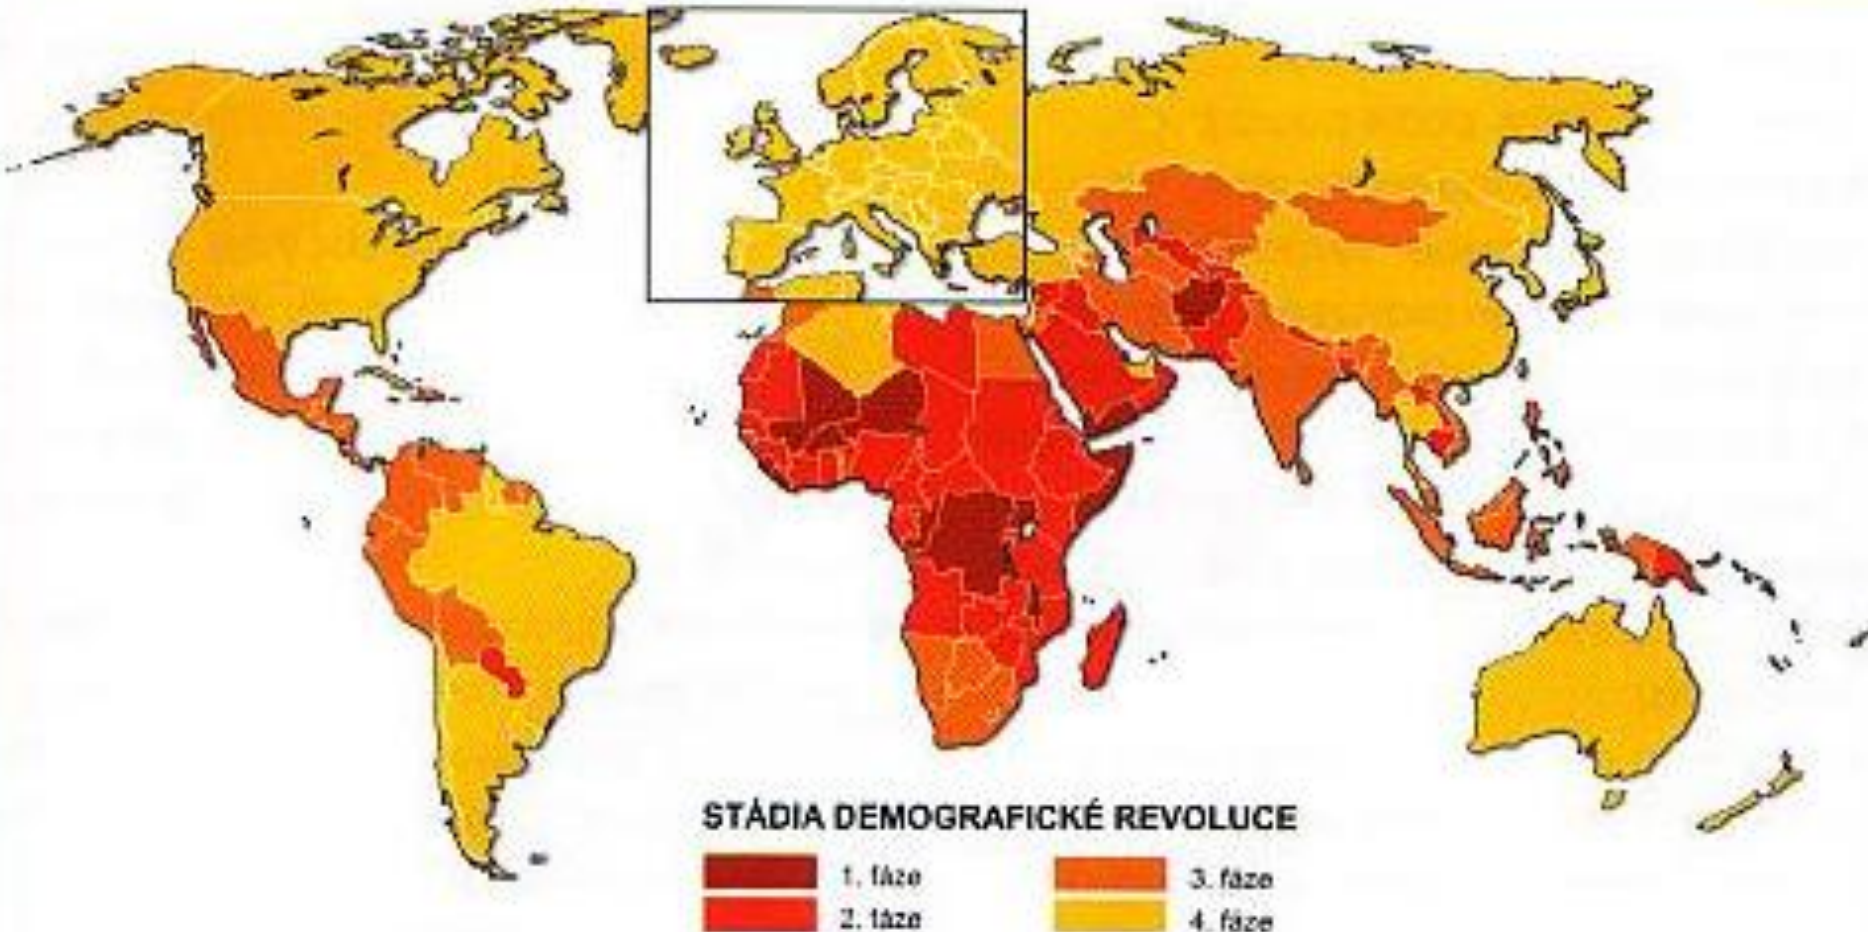 STÁDIA DEMOGRAFICKÉ REVOLUCE
1. fáze
3. fáze
2. fáze
4. fáze